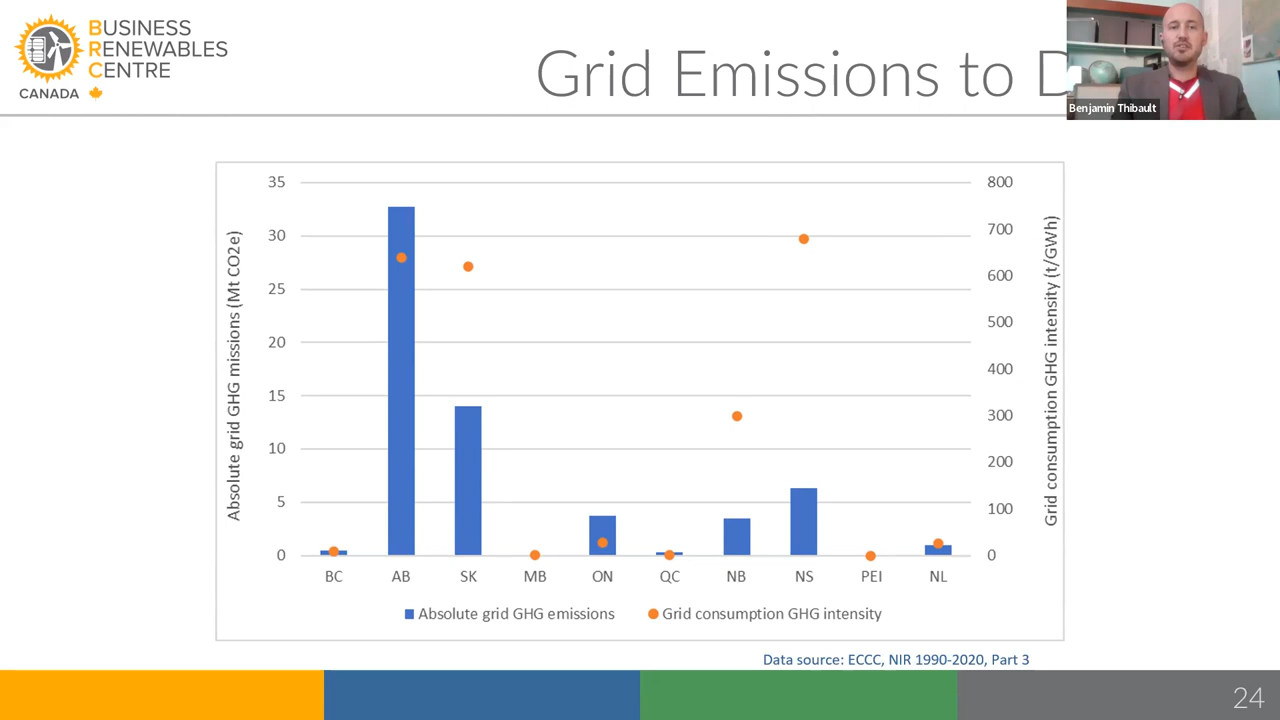 BUSINESS
RENEWABLES
CENTRE
CANADA
Grid Emissions to D
Benjamin Thibault
35
30
25
20
15
10
5
0
Absolute grid GHG missions (Mt CO2e)
800
700
600
500
400
300
200
100
0
Grid consumption GHG intensity (t/GWh)
BC AB SK MB ON QC NB NS PEI NL
Absolute grid GHG emissions Grid consumption GHG intensity
Data source: ECCC, NIR 1990-2020, Part 3
24